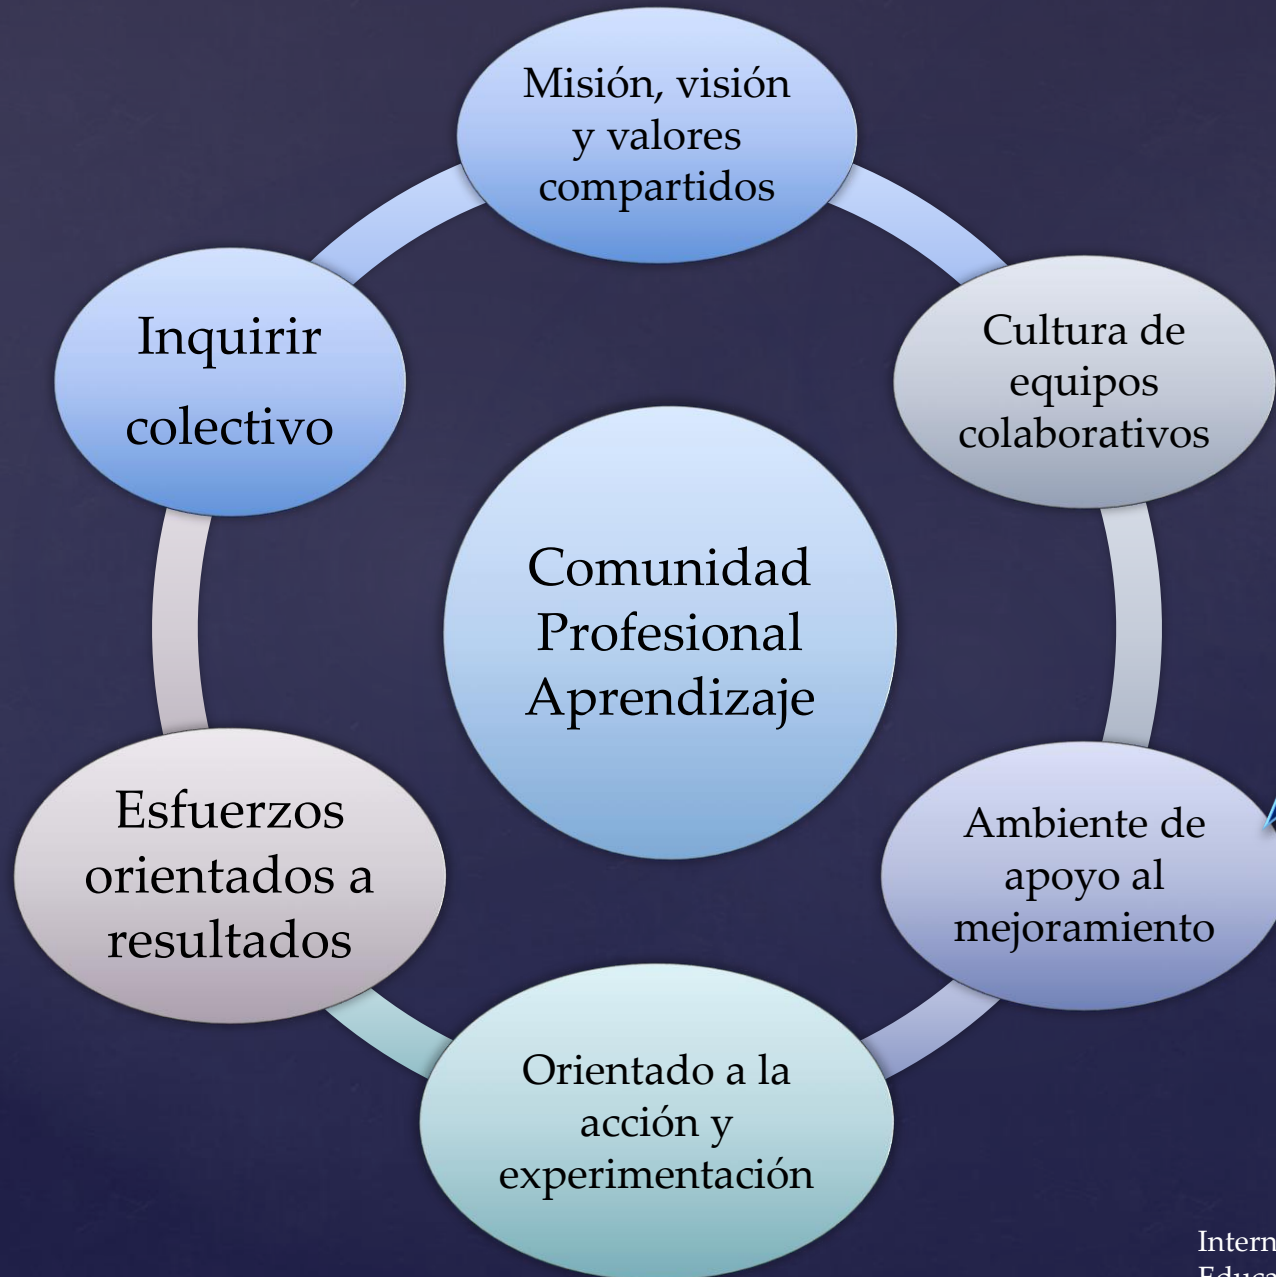 Misión, visión
y valores
compartidos
Cultura de
equipos
colaborativos
Ambiente de
apoyo al
mejoramiento
Orientado a la
acción y
experimentación
Esfuerzos
orientados a
resultados
Inquirir
colectivo
Comunidad
Profesional
Aprendizaje